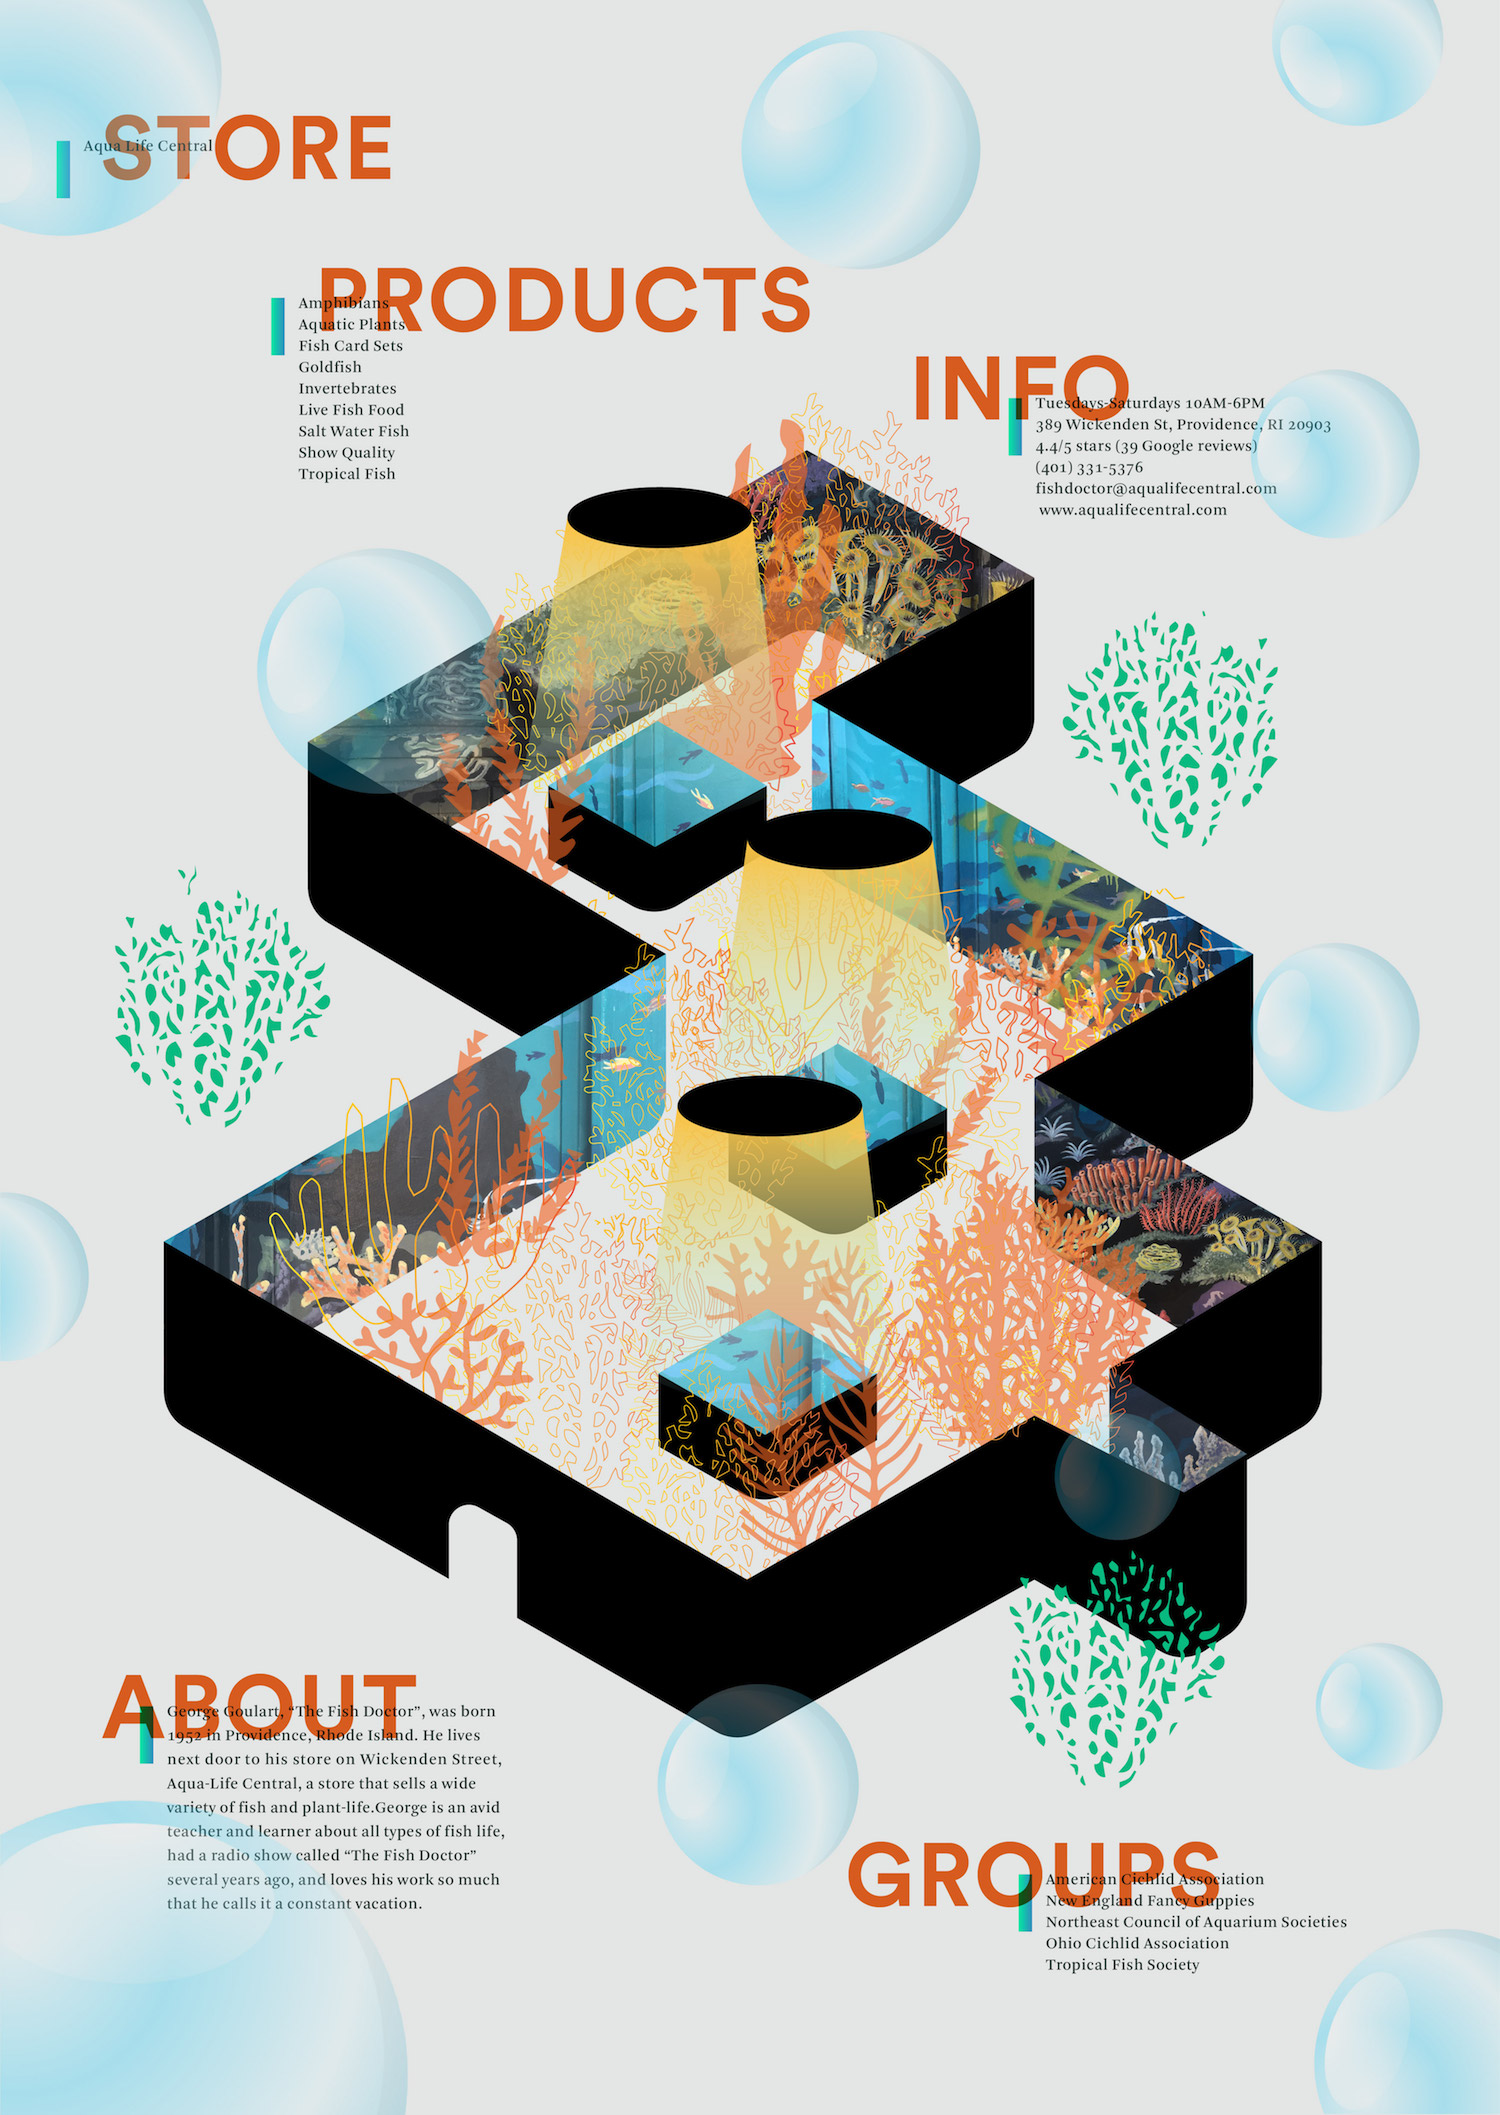 STORE
Aqua Life Central
PRODUCTS
Amphibians
Aquatic Plants
Fish Card Sets
Goldfish
Invertebrates
Live Fish Food
Salt Water Fish
Show Quality
Tropical Fish
INFO
Tuesdays-Saturdays 10AM-6PM
389 Wickenden St, Providence, RI 20903
4.4/5 stars (39 Google reviews)
(401) 331-5376
fishdoctor@aqualifecentral.com
www.aqualifecentral.com
ABOUT
George Goulart, “The Fish Doctor”, was born
1952 in Providence, Rhode Island. He lives
next door to his store on Wickenden Street,
Aqua-Life Central, a store that sells a wide
variety of fish and plant-life.George is an avid
teacher and learner about all types of fish life,
had a radio show called “The Fish Doctor”
several years ago, and loves his work so much
that he calls it a constant vacation.
GROUPS
American Cichlid Association
New England Fancy Guppies
Northeast Council of Aquarium Societies
Ohio Cichlid Association
Tropical Fish Society